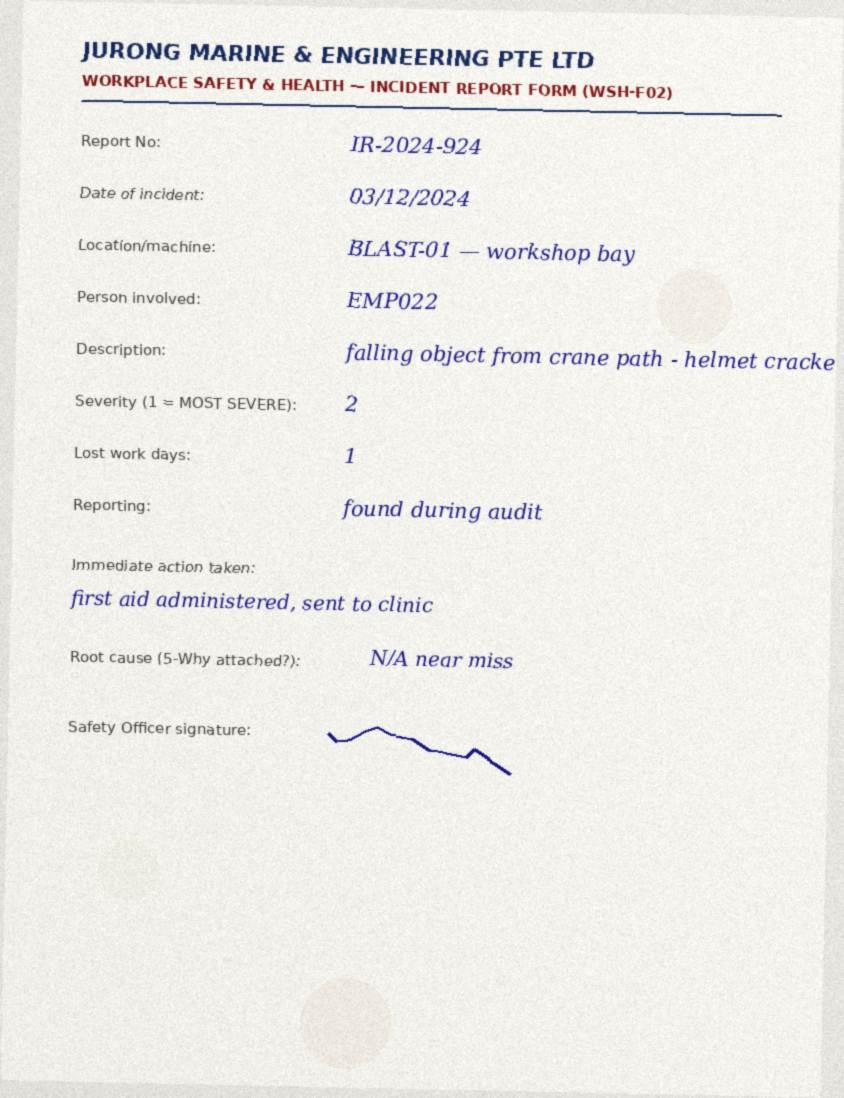 JURONG MARINE & ENGINEERING PTE LTD
WORKPLACE SAFETY & HEALTH — INCIDENT REPORT FORM (WSH-F02)
Report No: IR-2024-924
Date of incident: 03/12/2024
Location/machine: BLAST-01 — workshop bay
Person involved: EMP022
Description: falling object from crane path - helmet cracke
Severity (1 = MOST SEVERE): 2
Lost work days: 1
Reporting: found during audit
Immediate action taken:
first aid administered, sent to clinic
Root cause (5-Why attached?): N/A near miss
Safety Officer signature: